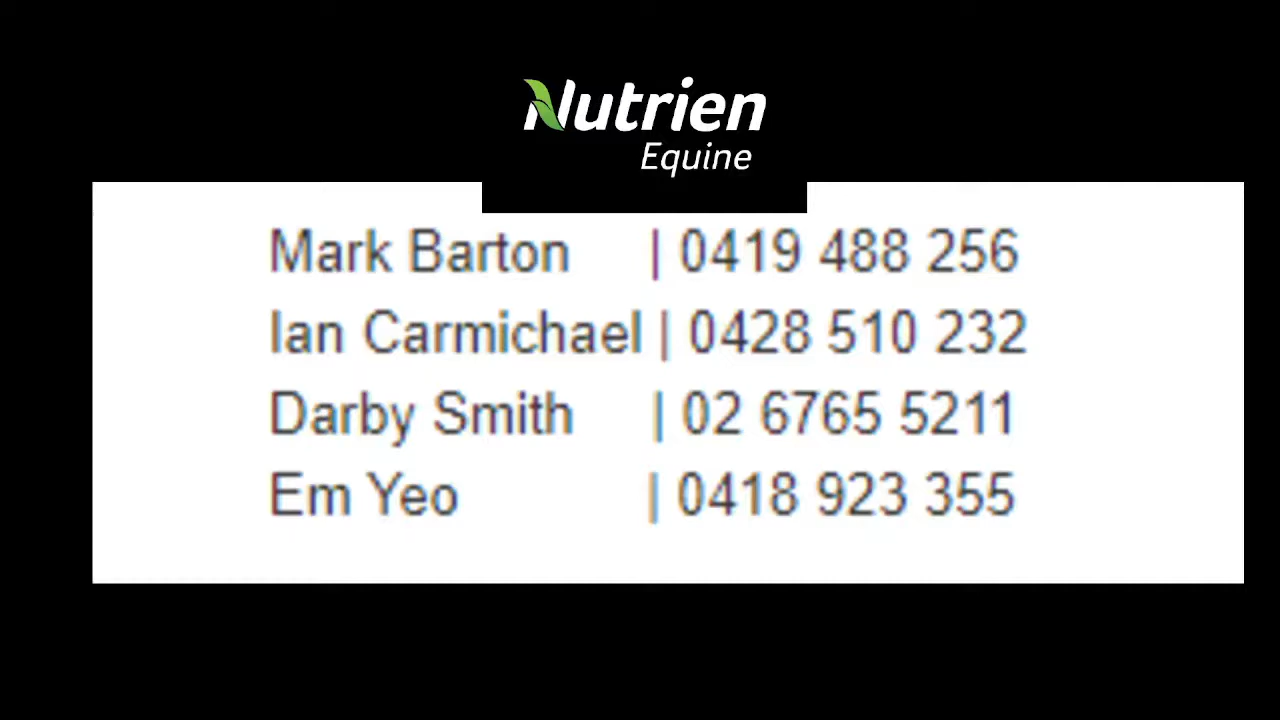 Nutrien
Equine
Mark Barton | 0419 488 256
Ian Carmichael | 0428 510 232
Darby Smith | 02 6765 5211
Em Yeo | 0418 923 355